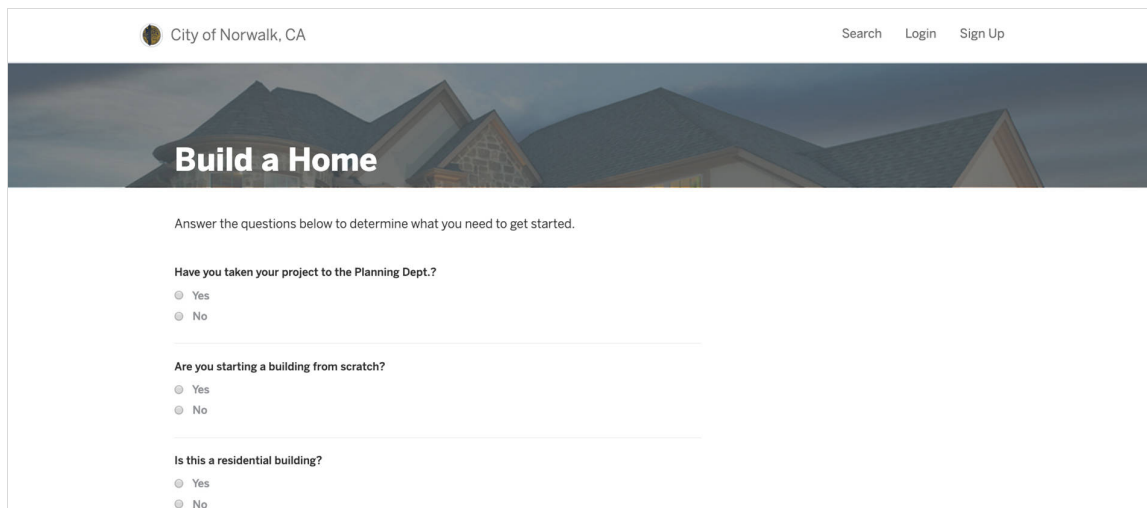 City of Norwalk, CA
Search Login Sign Up
Build a Home
Answer the questions below to determine what you need to get started.
Have you taken your project to the Planning Dept.?
Yes
No
Are you starting a building from scratch?
Yes
No
Is this a residential building?
Yes
No